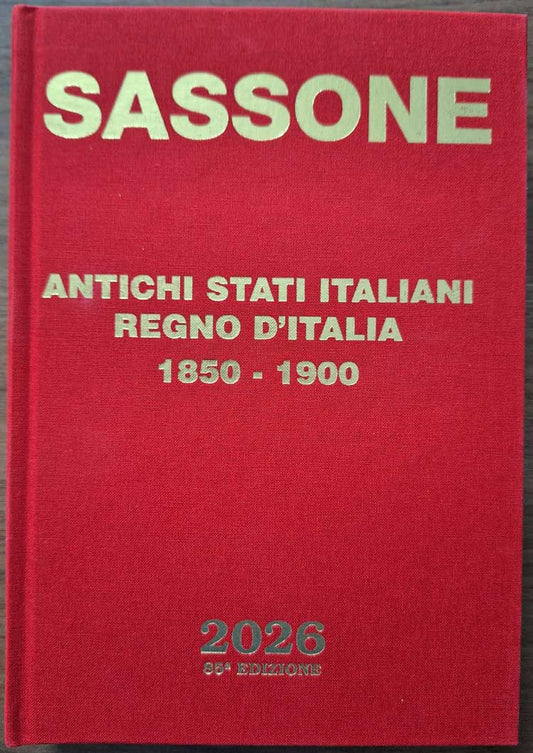 SASSONE
ANTICHI STATI ITALIANI
REGNO D'ITALIA
1850 - 1900
2026
85ª EDIZIONE